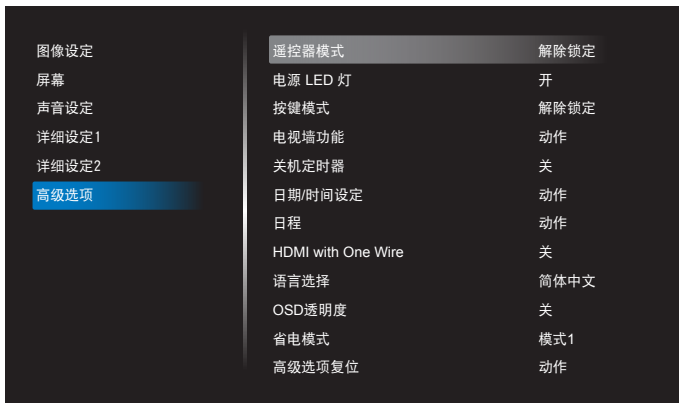 图像设定
屏幕
声音设定
详细设定1
详细设定2
高级选项
遥控器模式 解除锁定
电源 LED 灯 开
按键模式 解除锁定
电视墙功能 动作
关机定时器 关
日期/时间设定 动作
日程 动作
HDMI with One Wire 关
语言选择 简体中文
OSD透明度 关
省电模式 模式1
高级选项复位 动作